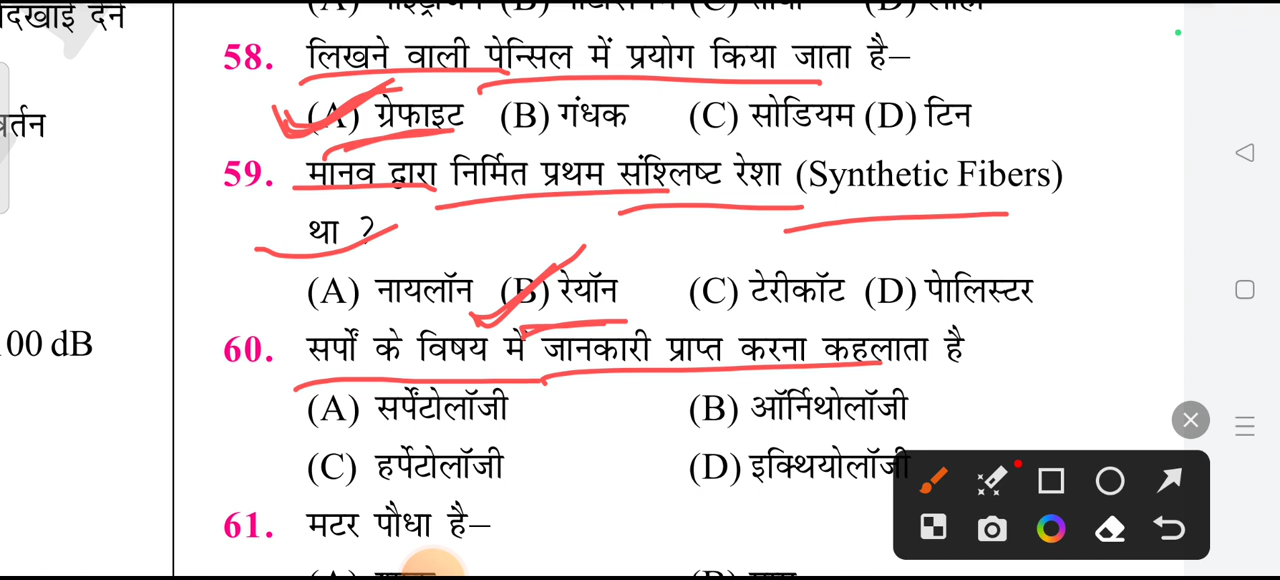 दिखाई देने
58. लिखने वाली पेन्सिल में प्रयोग किया जाता है–
(A) ग्रेफाइट (B) गंधक (C) सोडियम (D) टिन
59. मानव द्वारा निर्मित प्रथम संश्लिष्ट रेशा (Synthetic Fibers)
था ?
(A) नायलॉन (B) रेयॉन (C) टेरीकॉट (D) पेालिस्टर
00 dB
60. सर्पों के विषय में जानकारी प्राप्त करना कहलाता है
(A) सर्पेंटोलॉजी (B) ऑर्निथोलॉजी
(C) हर्पेटोलॉजी (D) इक्थियोलॉजी
61. मटर पौधा है–